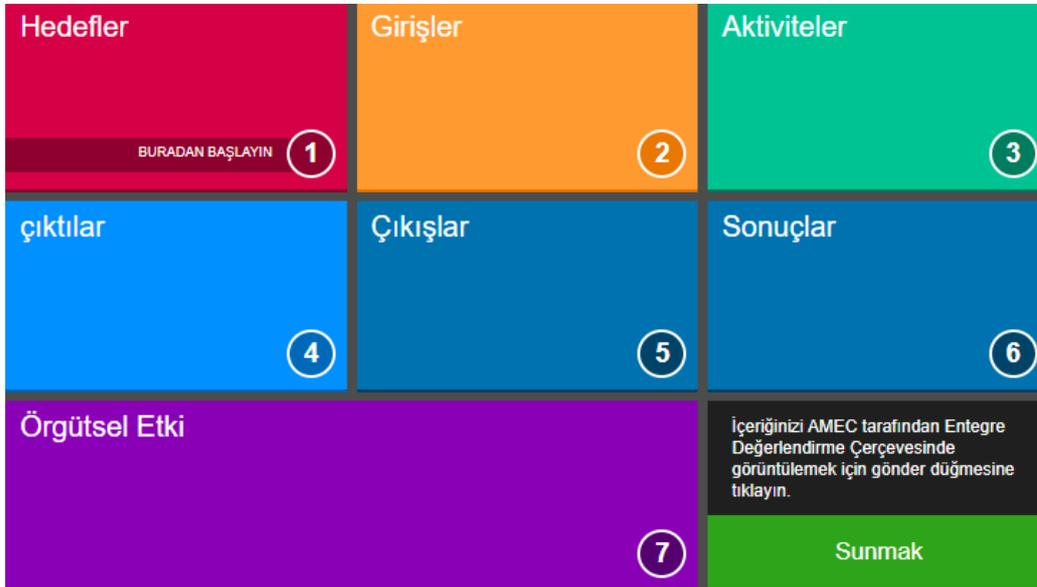 Hedefler
BURADAN BAŞLAYIN
1
Girişler
2
Aktiviteler
3
çıktılar
4
Çıkışlar
5
Sonuçlar
6
Örgütsel Etki
7
İçeriğinizi AMEC tarafından Entegre
Değerlendirme Çerçevesinde
görüntülemek için gönder düğmesine
tıklayın.
Sunmak